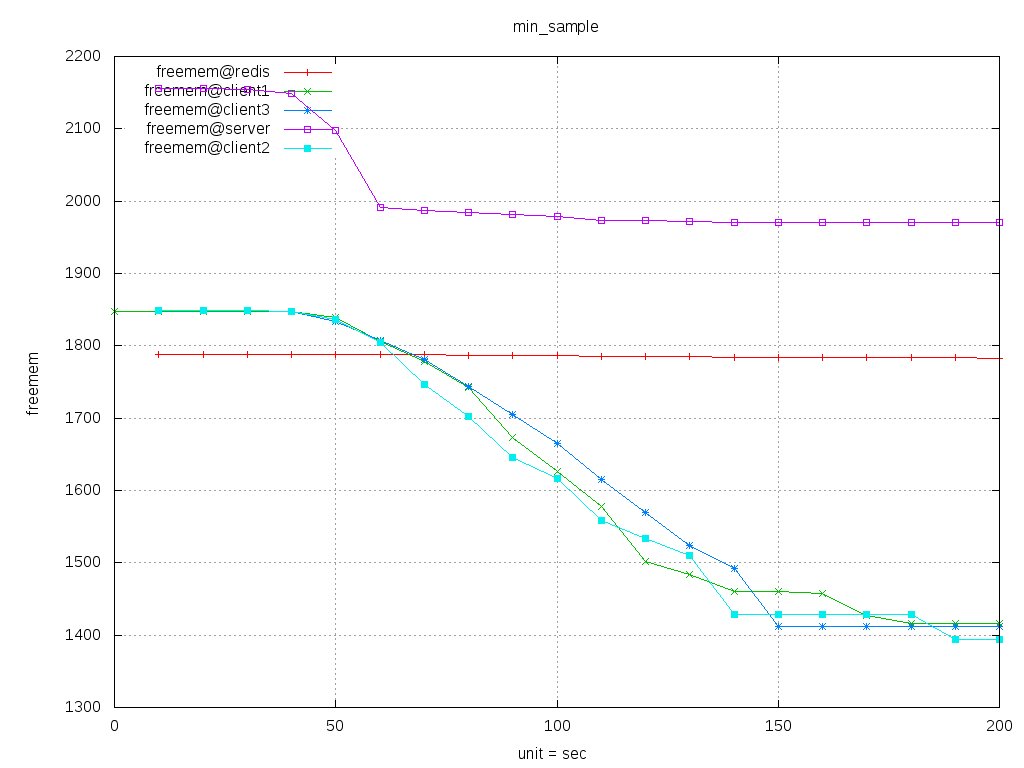 min_sample
2200
2100
2000
1900
1800
1700
1600
1500
1400
1300
freemem
freemem@redis
freemem@client1
freemem@client3
freemem@server
freemem@client2
0 50 100 150 200
unit = sec